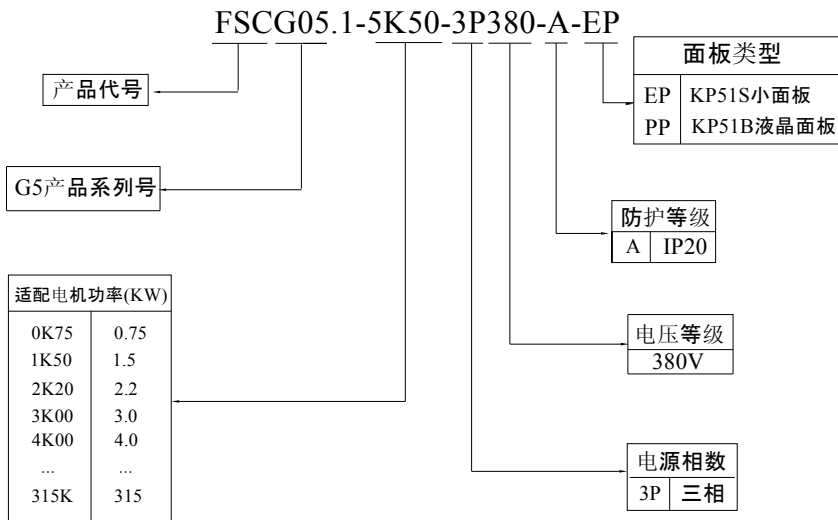 FSCG05.1-5K50-3P380-A-EP
面板类型
EP KP51S小面板
PP KP51B液晶面板
产品代号
G5产品系列号
防护等级
A IP20
适配电机功率(KW)
0K75 0.75
1K50 1.5
2K20 2.2
3K00 3.0
4K00 4.0
... ...
315K 315
电压等级
380V
电源相数
3P 三相